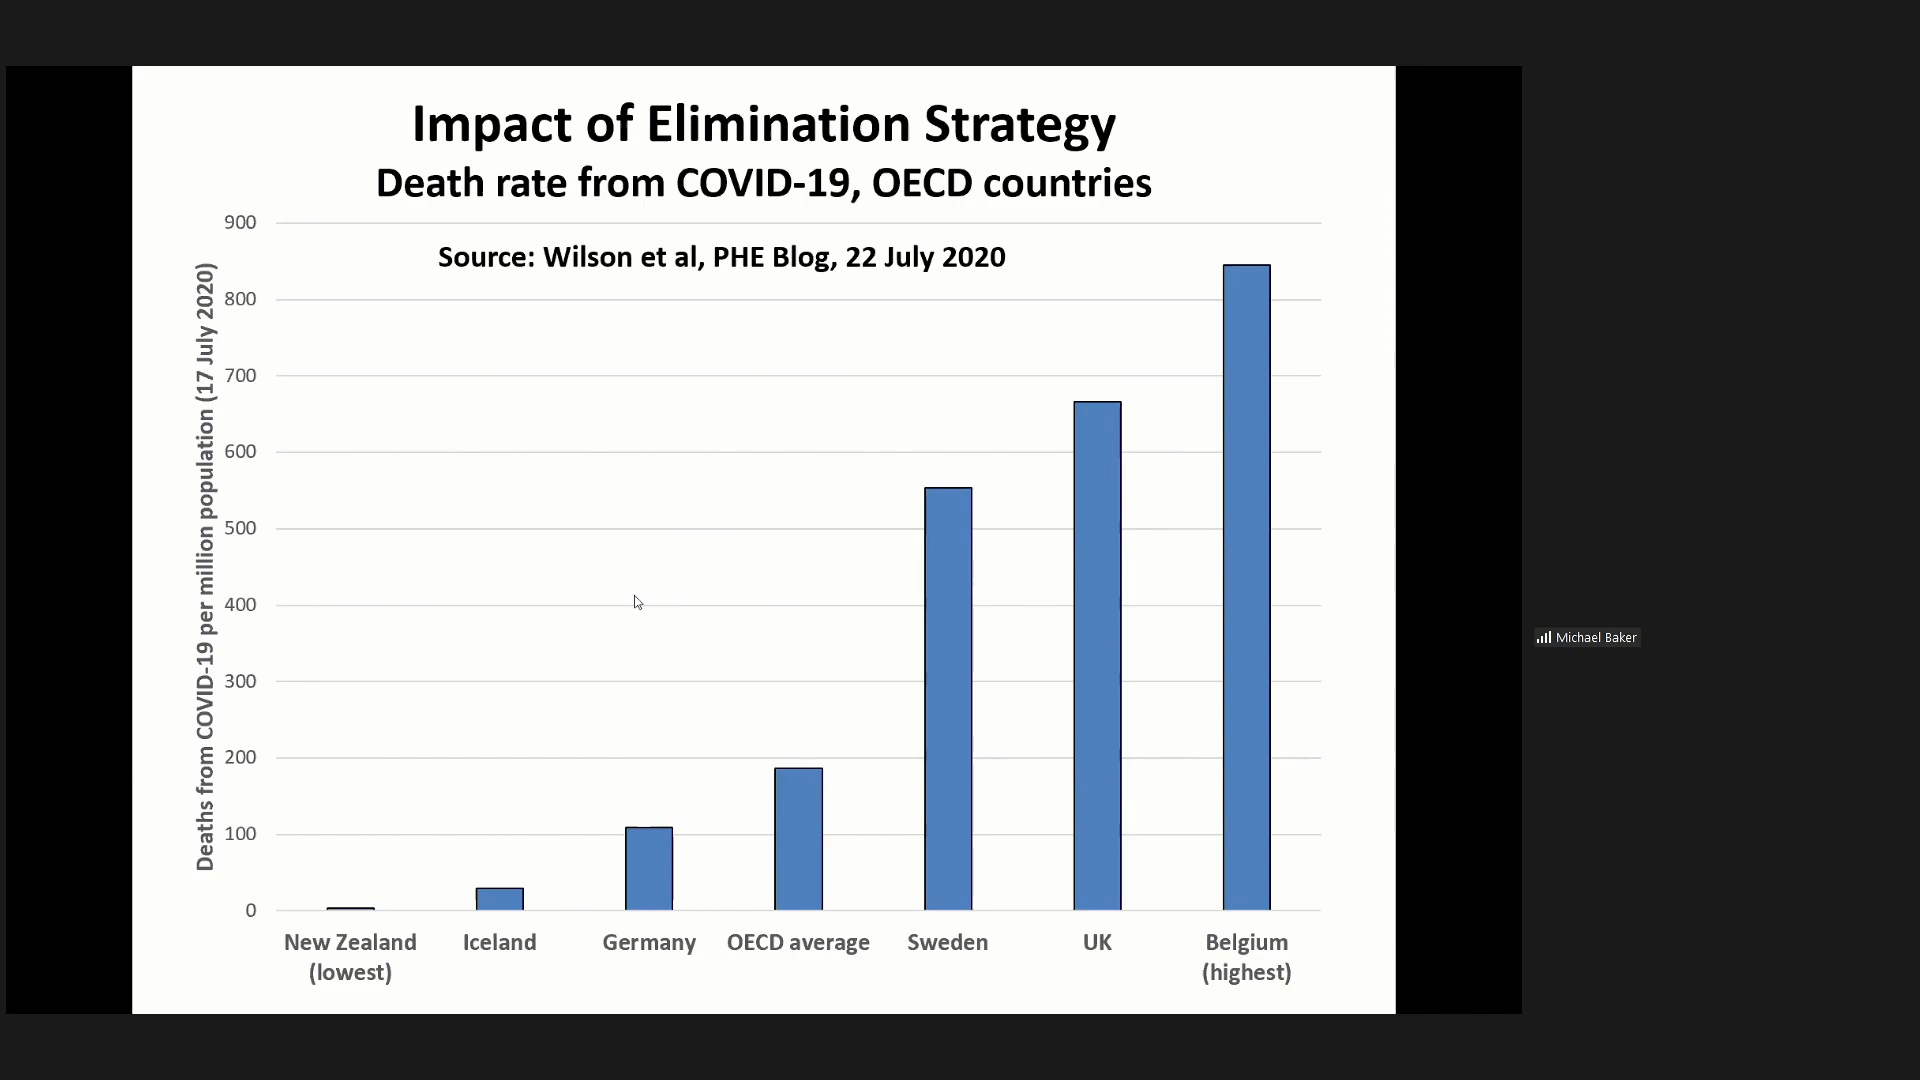 Impact of Elimination Strategy
Death rate from COVID-19, OECD countries
Source: Wilson et al, PHE Blog, 22 July 2020
Deaths from COVID-19 per million population (17 July 2020)
900
800
700
600
500
400
300
200
100
0
New Zealand
(lowest)
Iceland
Germany
OECD average
Sweden
UK
Belgium
(highest)
Michael Baker